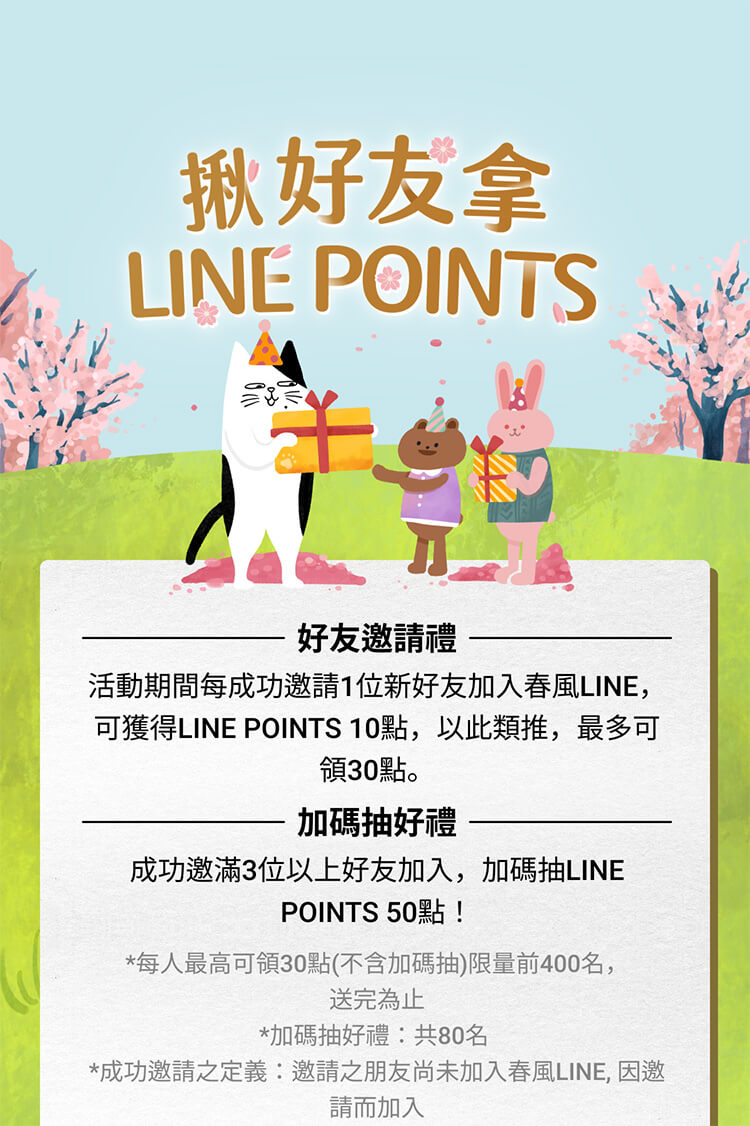 揪好友拿
LINE POINTS
好友邀請禮
活動期間每成功邀請1位新好友加入春風LINE，
可獲得LINE POINTS 10點，以此類推，最多可
領30點。
加碼抽好禮
成功邀滿3位以上好友加入，加碼抽LINE
POINTS 50點！
*每人最高可領30點(不含加碼抽)限量前400名，
送完為止
*加碼抽好禮：共80名
*成功邀請之定義：邀請之朋友尚未加入春風LINE, 因邀
請而加入